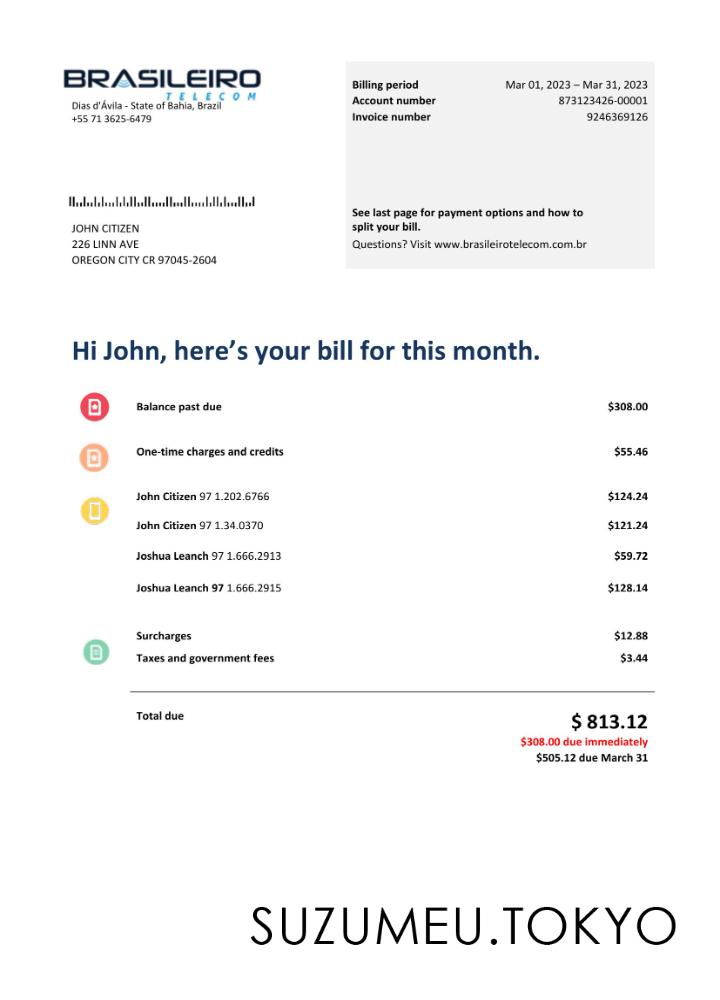 BRASILEIRO
TELECOM
Dias d'Ávila - State of Bahia, Brazil
+55 71 3625-6479
Billing period Mar 01, 2023 – Mar 31, 2023
Account number 873123426-00001
Invoice number 9246369126
See last page for payment options and how to
split your bill.
Questions? Visit www.brasileirotelecom.com.br
JOHN CITIZEN
226 LINN AVE
OREGON CITY CR 97045-2604
Hi John, here’s your bill for this month.
Balance past due $308.00
One-time charges and credits $55.46
John Citizen 97 1.202.6766 $124.24
John Citizen 97 1.34.0370 $121.24
Joshua Leanch 97 1.666.2913 $59.72
Joshua Leanch 97 1.666.2915 $128.14
Surcharges $12.88
Taxes and government fees $3.44
Total due $ 813.12
$308.00 due immediately
$505.12 due March 31
SUZUMEU.TOKYO